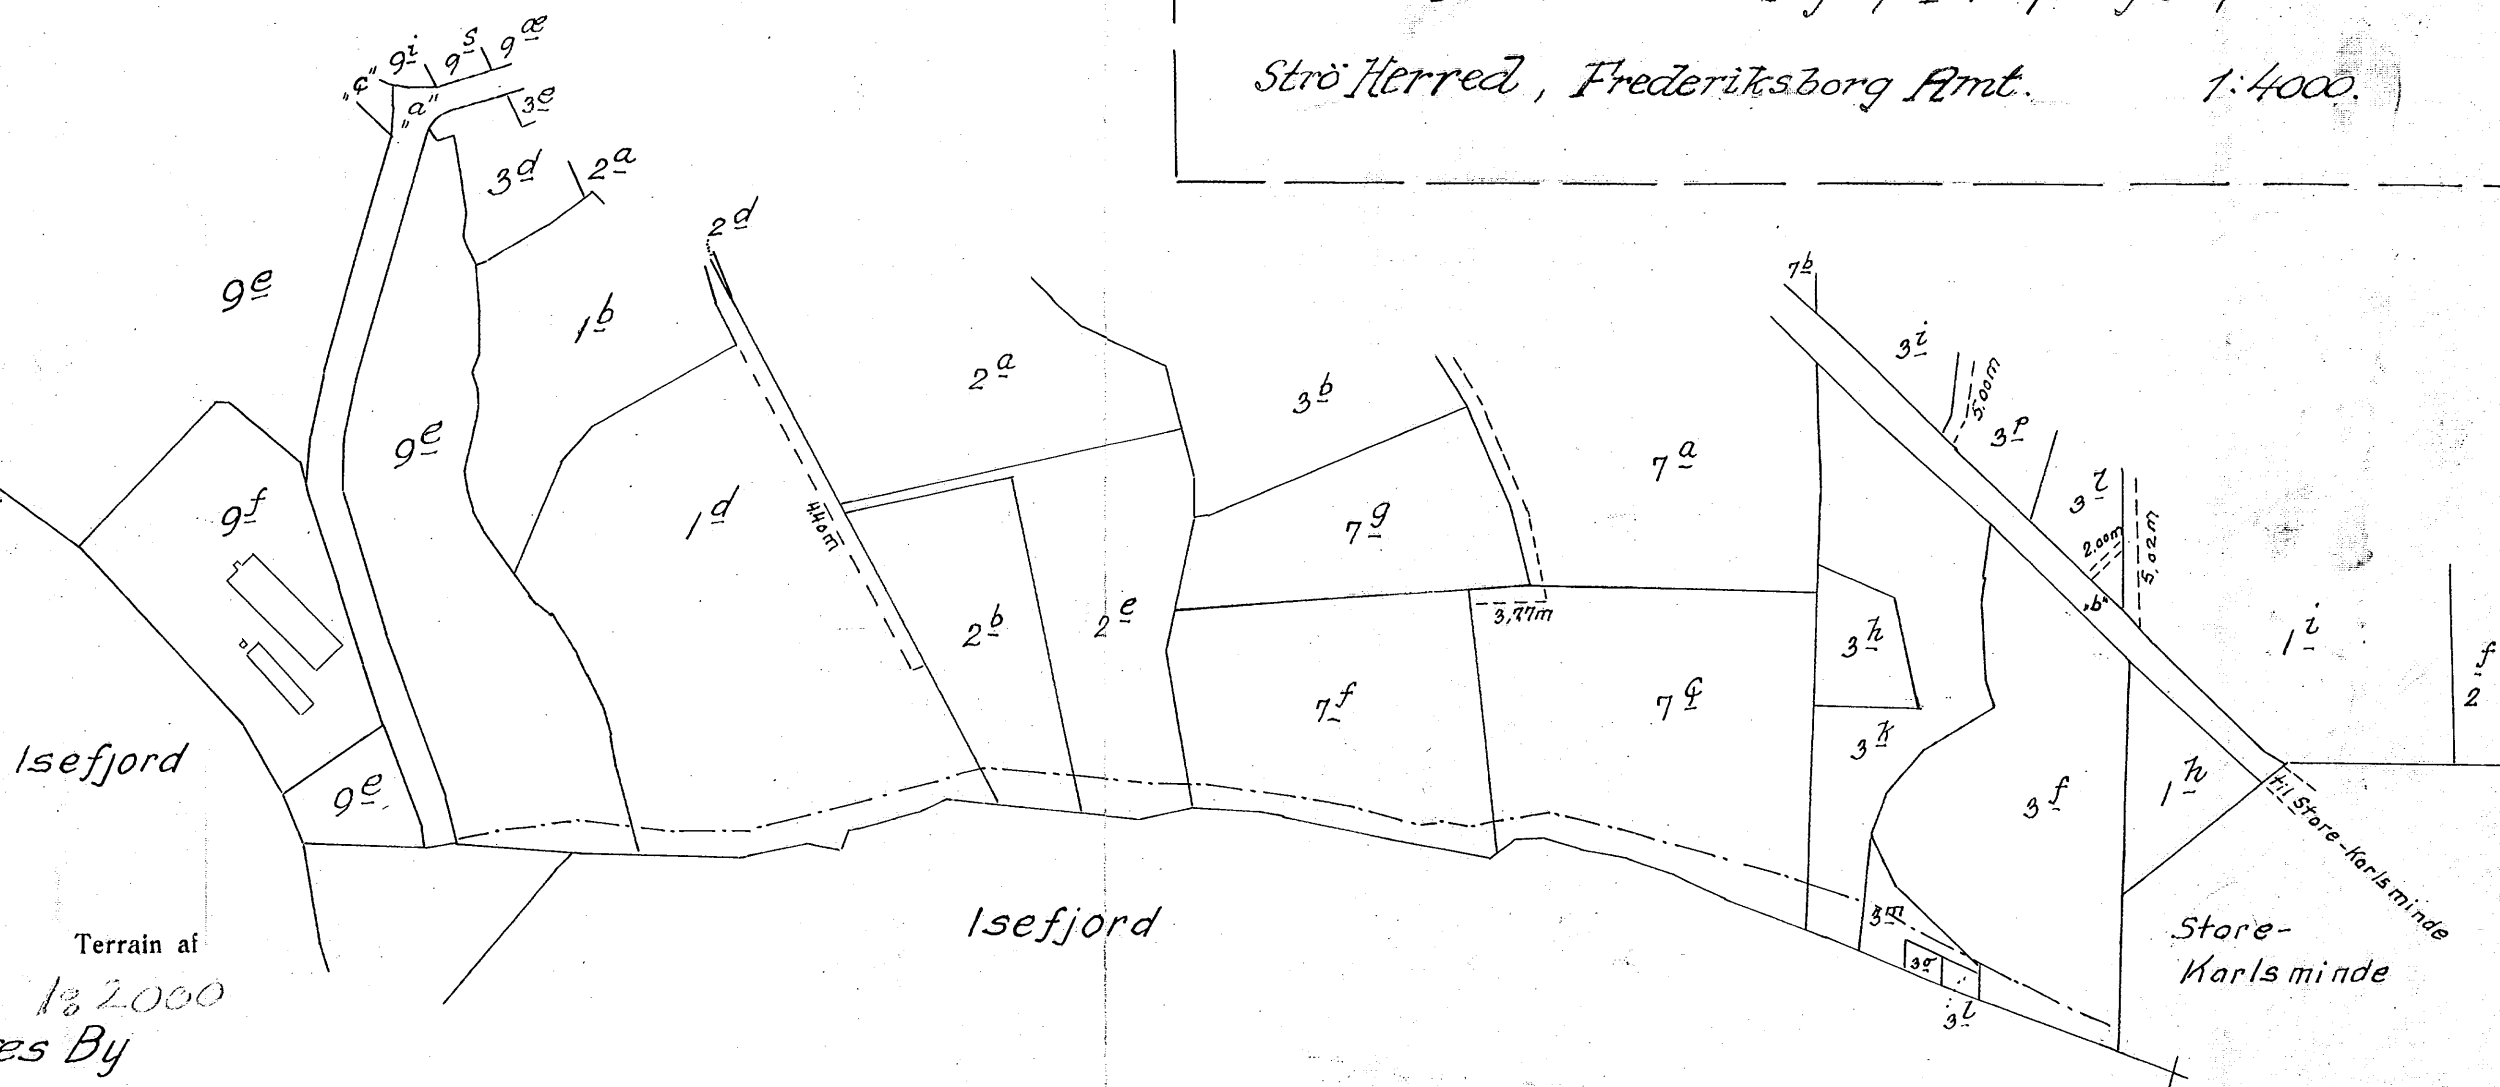 Strö Herred, Frederiksborg Amt. 1:4000.
"c" 9i 9s 9æ
"a" 3e
3d 2a
2d
9e
1b
7b
3i
5,00m
2a
3b
3p
9e
7a
3l
9f
1d
4,40m
7g
2,00m
5,02m
"b"
2b
2e
3,77m
3h
1i
2f
7f
7c
3k
Isefjord
9e
3f
1h
til Store-Karlsminde
3m
Isefjord
3o
3l
Store-
Karlsminde
Terrain af
1:2000
es By